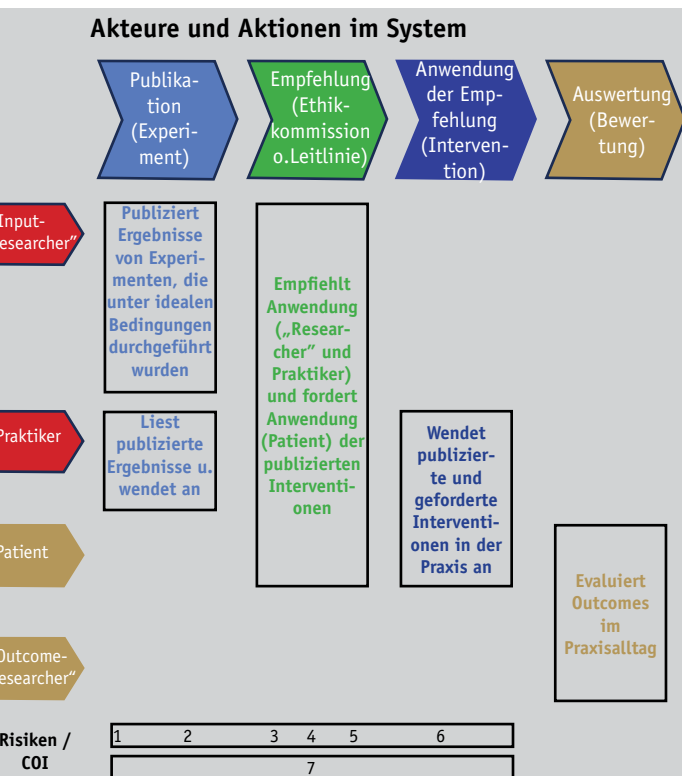 Akteure und Aktionen im System
Publika-
tion
(Experi-
ment)
Empfehlung
(Ethik-
kommission
o.Leitlinie)
Anwendung
der Emp-
fehlung
(Interven-
tion)
Auswertung
(Bewer-
tung)
Input-
esearcher”
Publiziert
Ergebnisse
von Experi-
menten, die
unter idealen
Bedingungen
durchgeführt
wurden
Empfiehlt
Anwendung
(„Resear-
cher” und
Praktiker)
und fordert
Anwendung
(Patient) der
publizierten
Interventi-
onen
Praktiker
Liest
publizierte
Ergebnisse u.
wendet an
Wendet
publizier-
te und
geforderte
Interventi-
onen in der
Praxis an
Patient
Evaluiert
Outcomes
im
Praxisalltag
Outcome-
esearcher“
Risiken /
COI
1 2 3 4 5 6
7